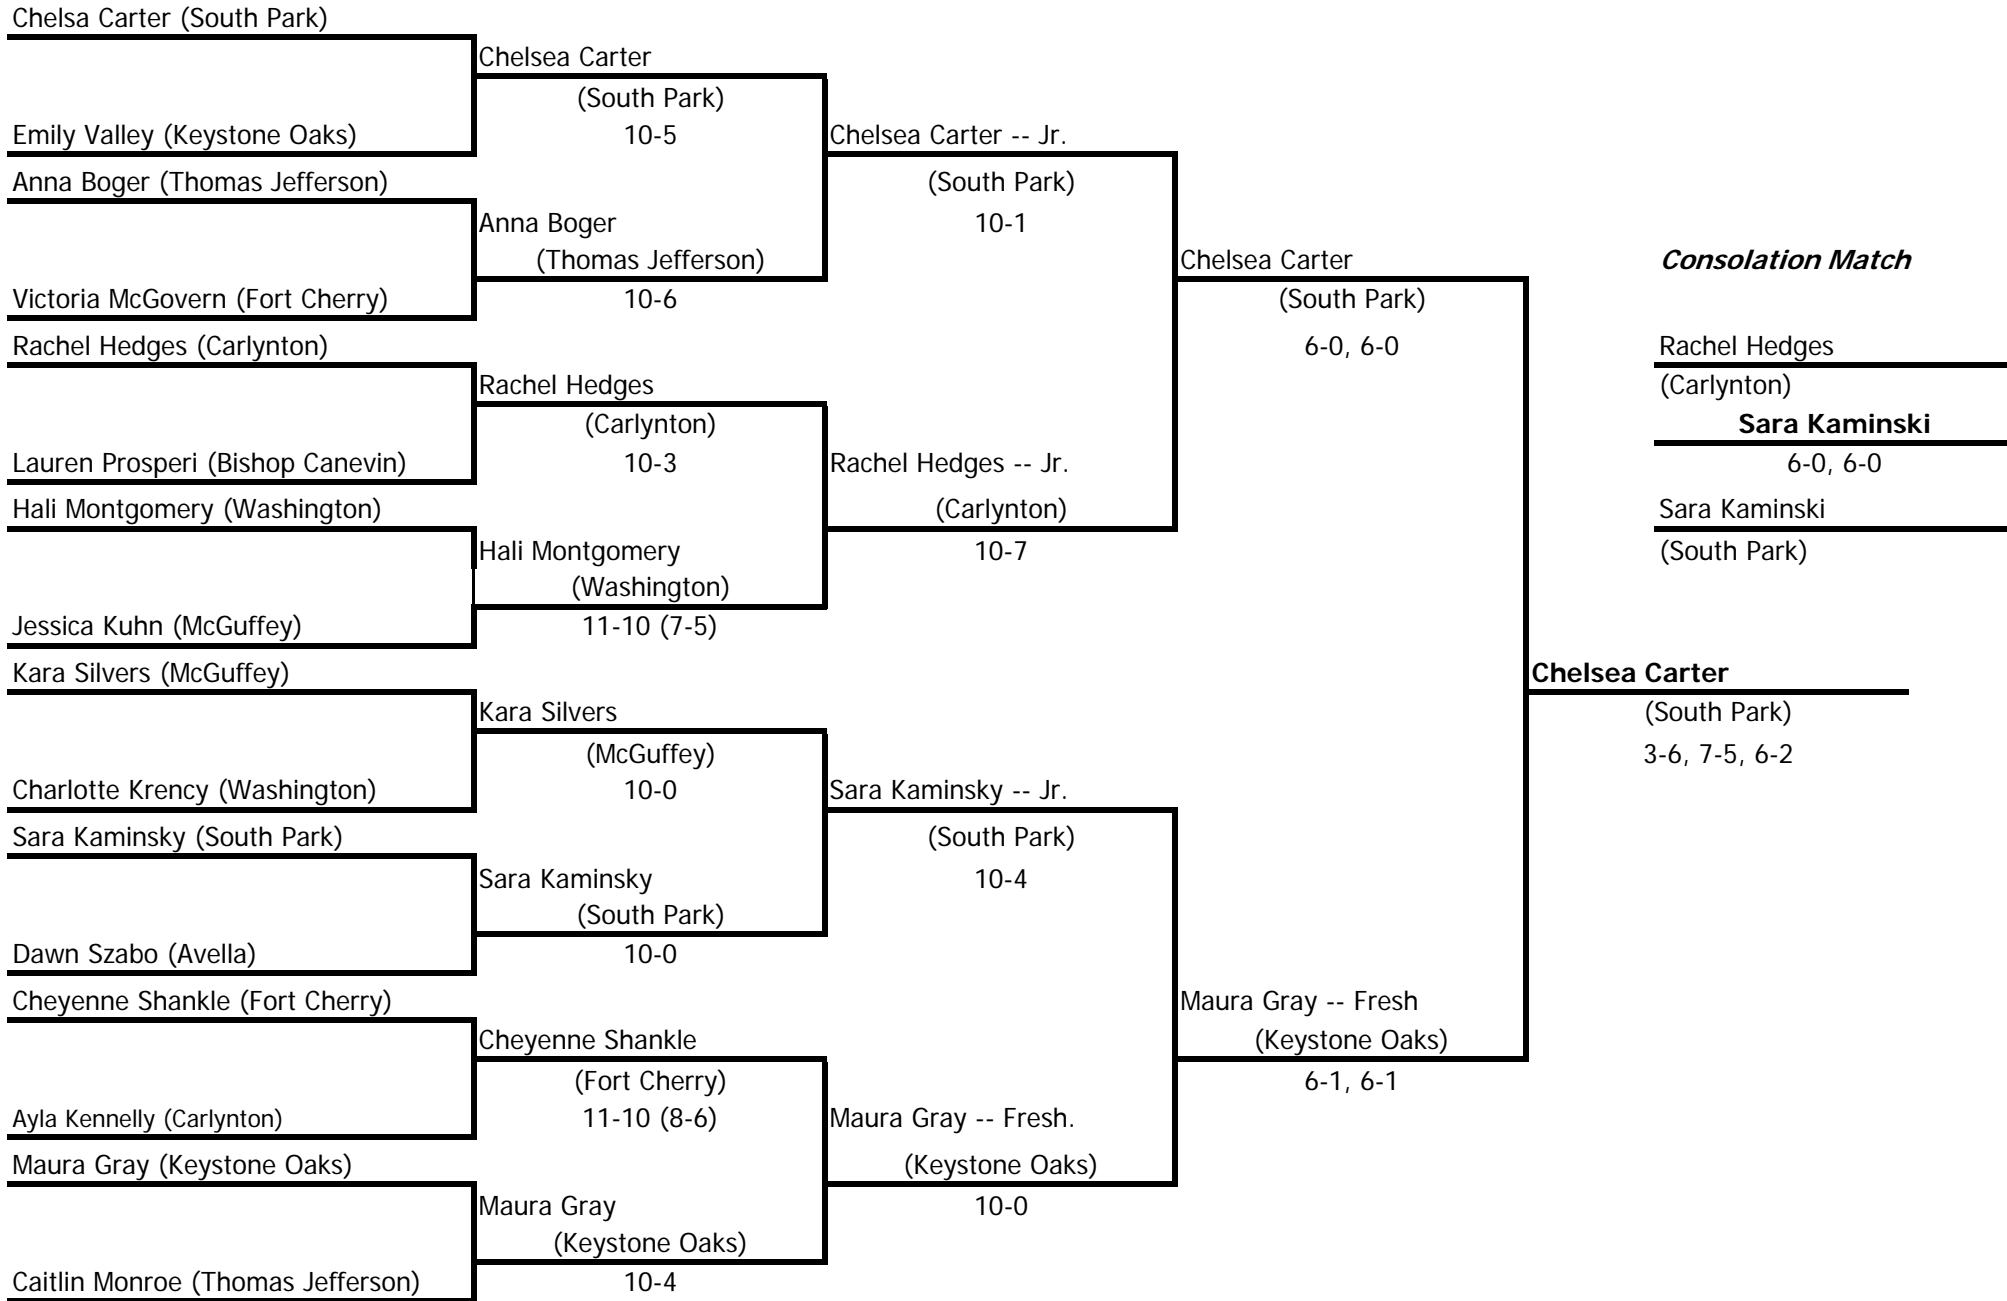 Chelsa Carter (South Park)
Chelsea Carter
(South Park)
Emily Valley (Keystone Oaks)
10-5
Chelsea Carter -- Jr.
Anna Boger (Thomas Jefferson)
(South Park)
Anna Boger
10-1
(Thomas Jefferson)
Chelsea Carter
Consolation Match
Victoria McGovern (Fort Cherry)
10-6
(South Park)
Rachel Hedges (Carlynton)
6-0, 6-0
Rachel Hedges
Rachel Hedges
(Carlynton)
(Carlynton)
Sara Kaminski
Lauren Prosperi (Bishop Canevin)
10-3
Rachel Hedges -- Jr.
6-0, 6-0
Hali Montgomery (Washington)
(Carlynton)
Sara Kaminski
Hali Montgomery
10-7
(South Park)
(Washington)
Jessica Kuhn (McGuffey)
11-10 (7-5)
Kara Silvers (McGuffey)
Chelsea Carter
Kara Silvers
(South Park)
(McGuffey)
3-6, 7-5, 6-2
Charlotte Krency (Washington)
10-0
Sara Kaminsky -- Jr.
Sara Kaminsky (South Park)
(South Park)
Sara Kaminsky
10-4
(South Park)
Dawn Szabo (Avella)
10-0
Cheyenne Shankle (Fort Cherry)
Maura Gray -- Fresh
Cheyenne Shankle
(Keystone Oaks)
(Fort Cherry)
6-1, 6-1
Ayla Kennelly (Carlynton)
11-10 (8-6)
Maura Gray -- Fresh.
Maura Gray (Keystone Oaks)
(Keystone Oaks)
Maura Gray
10-0
(Keystone Oaks)
Caitlin Monroe (Thomas Jefferson)
10-4